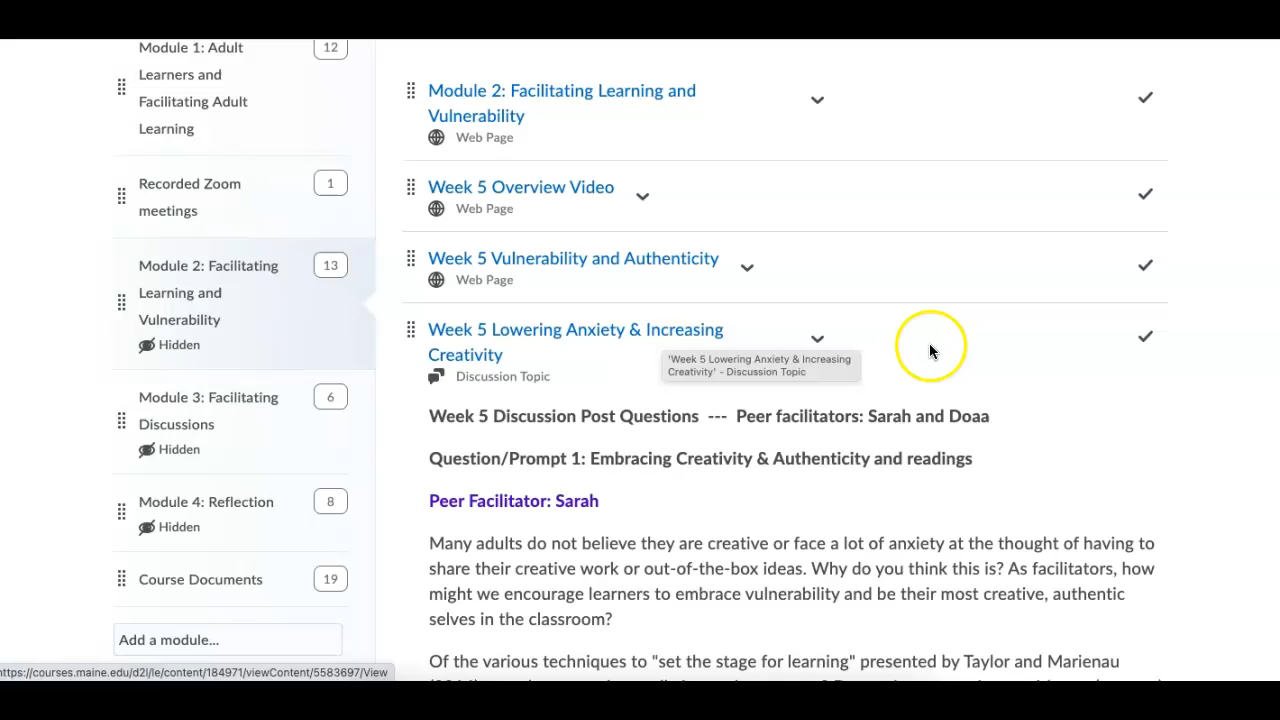 Module 1: Adult
12
Learners and
Facilitating Adult
Learning
Recorded Zoom
1
meetings
Module 2: Facilitating
13
Learning and
Vulnerability
Hidden
Module 3: Facilitating
6
Discussions
Hidden
Module 4: Reflection
8
Hidden
Course Documents
19
Add a module...
Module 2: Facilitating Learning and
Vulnerability
Web Page
Week 5 Overview Video
Web Page
Week 5 Vulnerability and Authenticity
Web Page
Week 5 Lowering Anxiety & Increasing
Creativity
'Week 5 Lowering Anxiety & Increasing
Creativity' - Discussion Topic
Discussion Topic
Week 5 Discussion Post Questions --- Peer facilitators: Sarah and Doaa
Question/Prompt 1: Embracing Creativity & Authenticity and readings
Peer Facilitator: Sarah
Many adults do not believe they are creative or face a lot of anxiety at the thought of having to
share their creative work or out-of-the-box ideas. Why do you think this is? As facilitators, how
might we encourage learners to embrace vulnerability and be their most creative, authentic
selves in the classroom?
Of the various techniques to "set the stage for learning" presented by Taylor and Marienau
https://courses.maine.edu/d2l/le/content/184971/viewContent/5583697/View